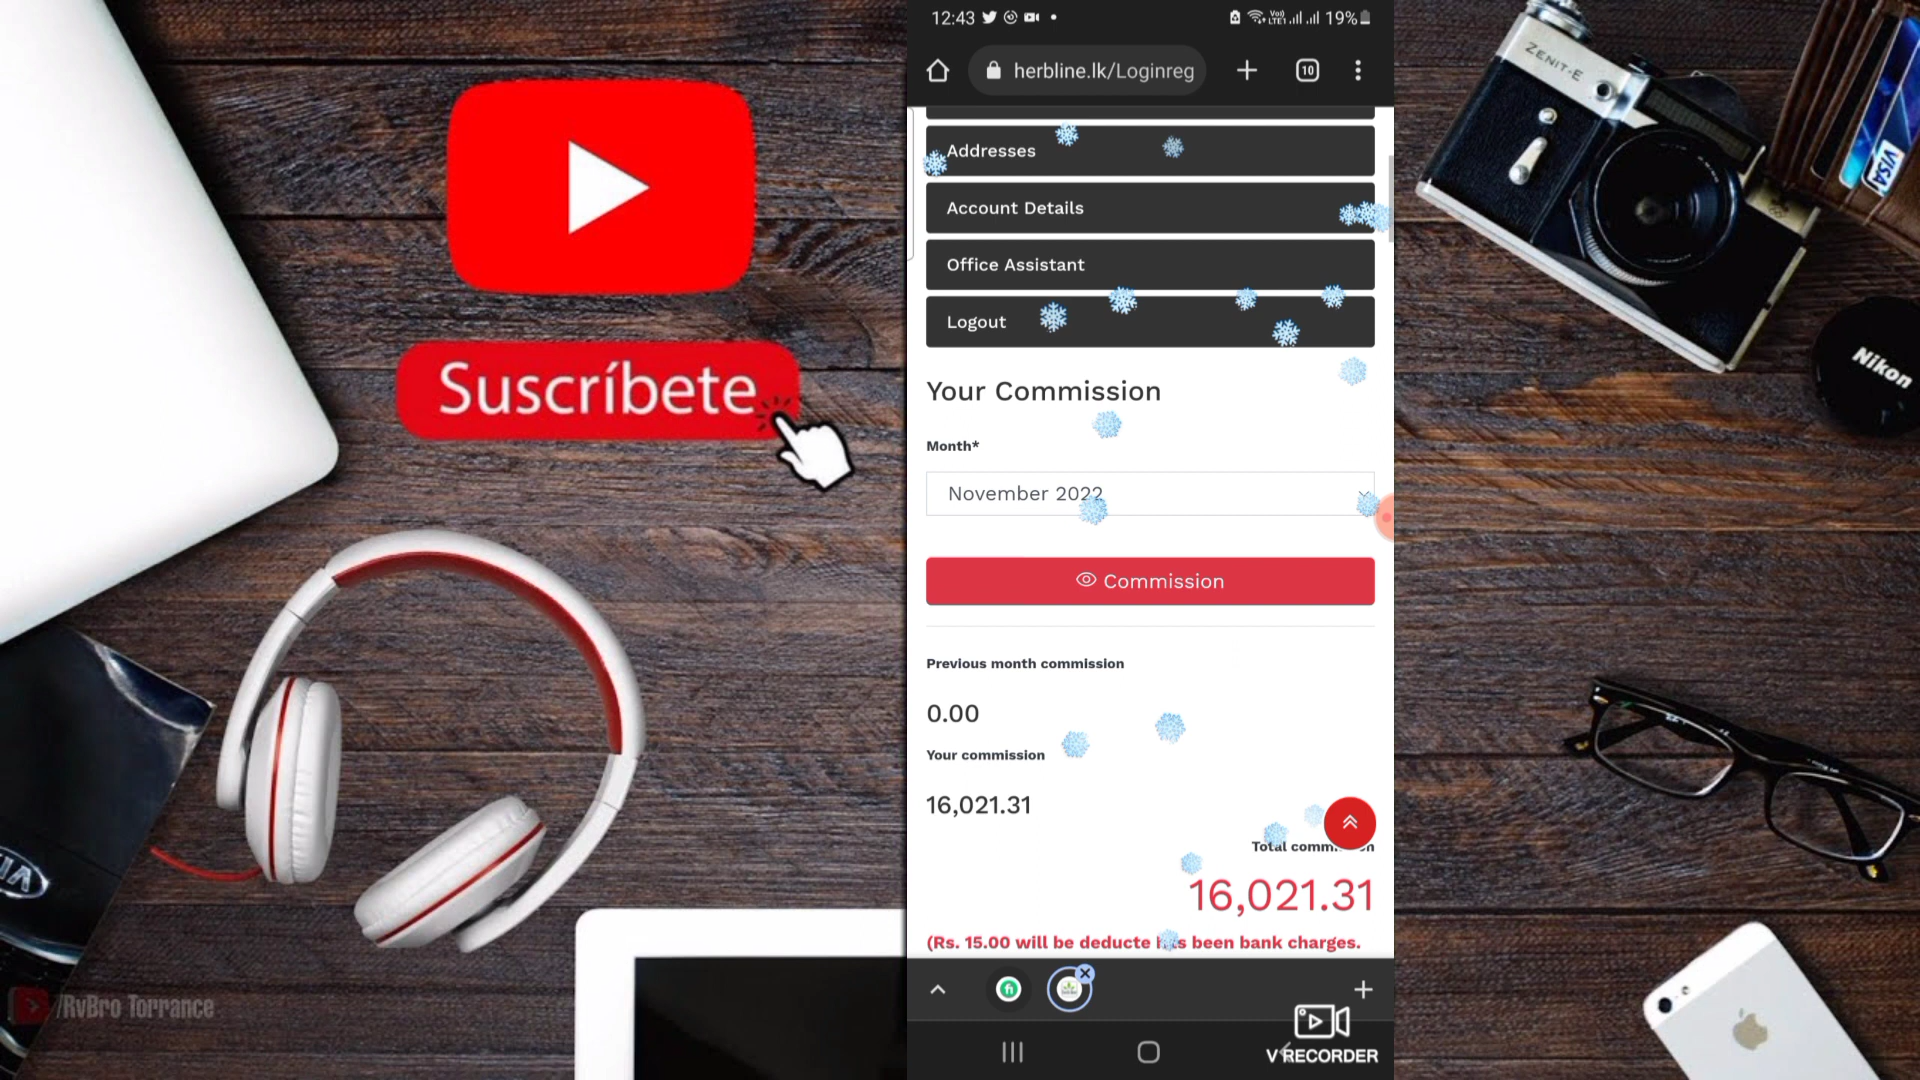 12:43
19%
herbline.lk/Loginreg
10
Addresses
Account Details
Office Assistant
Logout
Your Commission
Month*
November 2022
Commission
Previous month commission
0.00
Your commission
16,021.31
Total comm
16,021.31
(Rs. 15.00 will be deducte has been bank charges.
V RECORDER
Suscríbete
/RvBro Torrance
ZENIT-E
VISA
Nikon